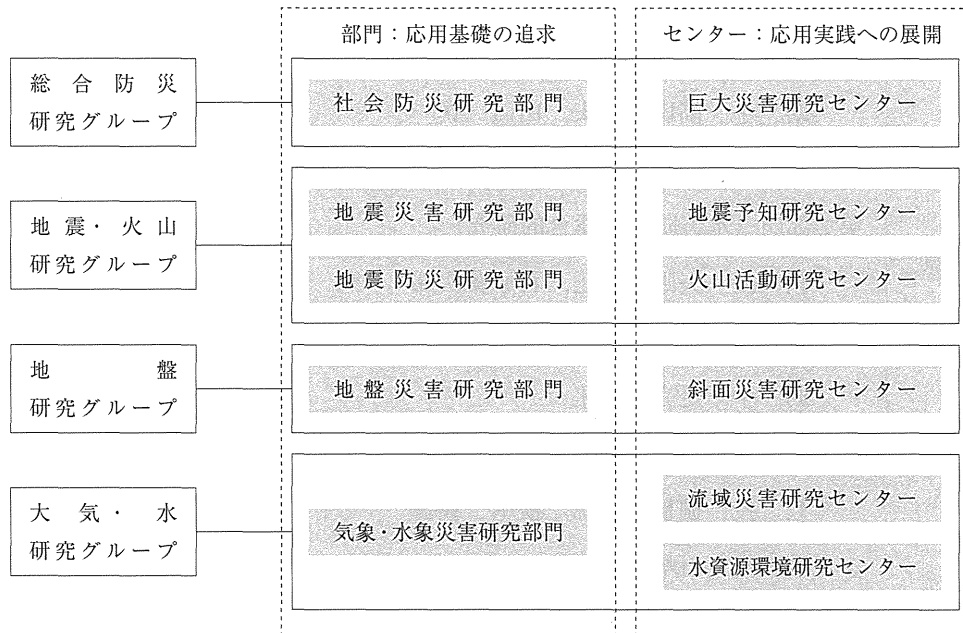 部門：応用基礎の追求
センター：応用実践への展開
総合防災
研究グループ
社会防災研究部門
巨大災害研究センター
地震・火山
研究グループ
地震災害研究部門
地震予知研究センター
地震防災研究部門
火山活動研究センター
地盤
研究グループ
地盤災害研究部門
斜面災害研究センター
大気・水
研究グループ
気象・水象災害研究部門
流域災害研究センター
水資源環境研究センター